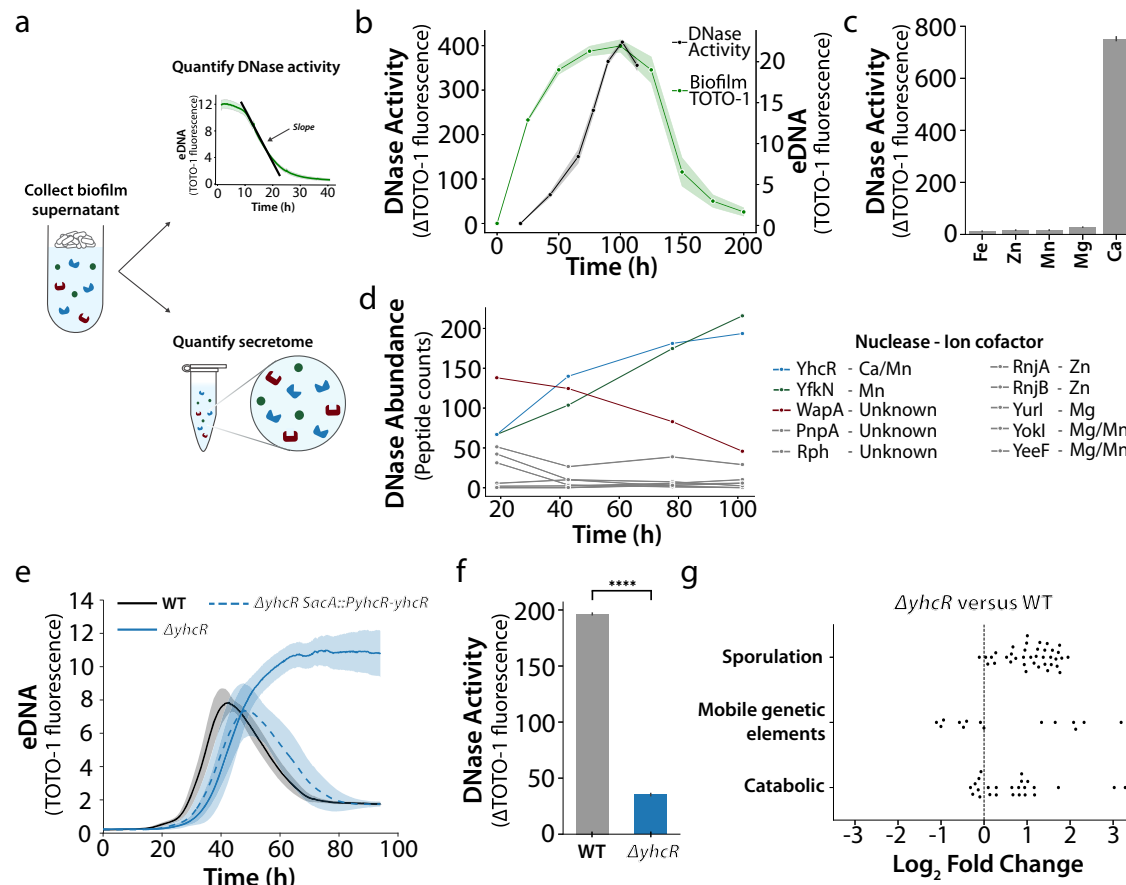 a
Quantify DNase activity
eDNA
(TOTO-1 fluorescence)
12
8
4
0
Slope
0 10 20 30 40
Time (h)
Collect biofilm
supernatant
Quantify secretome
b
DNase Activity
(ΔTOTO-1 fluorescence)
400
300
200
100
0
DNase
Activity
Biofilm
TOTO-1
20
15
10
5
0
eDNA
(TOTO-1 fluorescence)
0 50 100 150 200
Time (h)
c
DNase Activity
(ΔTOTO-1 fluorescence)
800
600
400
200
0
Fe Zn Mn Mg Ca
d
DNase Abundance
(Peptide counts)
200
150
100
50
0
20 40 60 80 100
Time (h)
Nuclease - Ion cofactor
YhcR - Ca/Mn
YfkN - Mn
WapA - Unknown
PnpA - Unknown
Rph - Unknown
RnjA - Zn
RnjB - Zn
YurI - Mg
YokI - Mg/Mn
YeeF - Mg/Mn
e
WT
ΔyhcR SacA::PyhcR-yhcR
ΔyhcR
eDNA
(TOTO-1 fluorescence)
14
12
10
8
6
4
2
0
0 20 40 60 80 100
Time (h)
f
DNase Activity
(ΔTOTO-1 fluorescence)
200
150
100
50
0
****
WT ΔyhcR
g
ΔyhcR versus WT
Sporulation
Mobile genetic
elements
Catabolic
-3 -2 -1 0 1 2 3
Log2 Fold Change